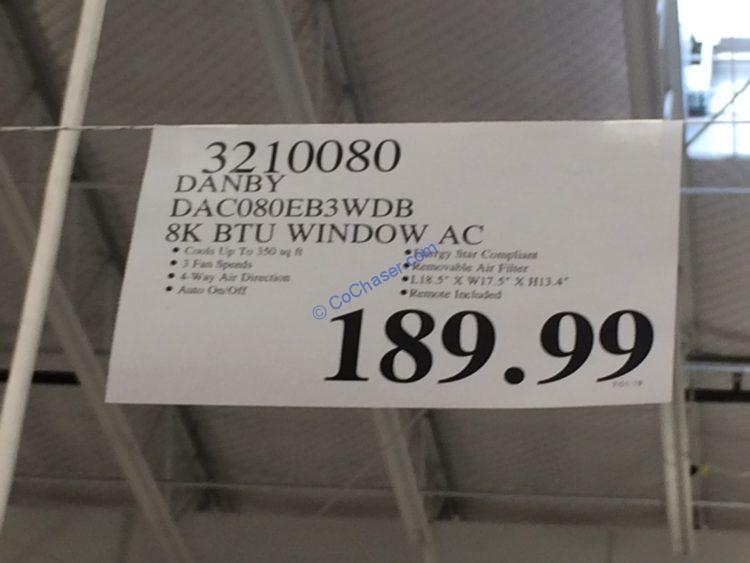 3210080
DANBY
DAC080EB3WDB
8K BTU WINDOW AC
• Cools Up To 350 sq ft
• 3 Fan Speeds
• 4-Way Air Direction
• Auto On/Off
• Energy Star Compliant
• Removable Air Filter
• L18.5" X W17.5" X H13.4"
• Remote Included
© CoChaser.com
189.99